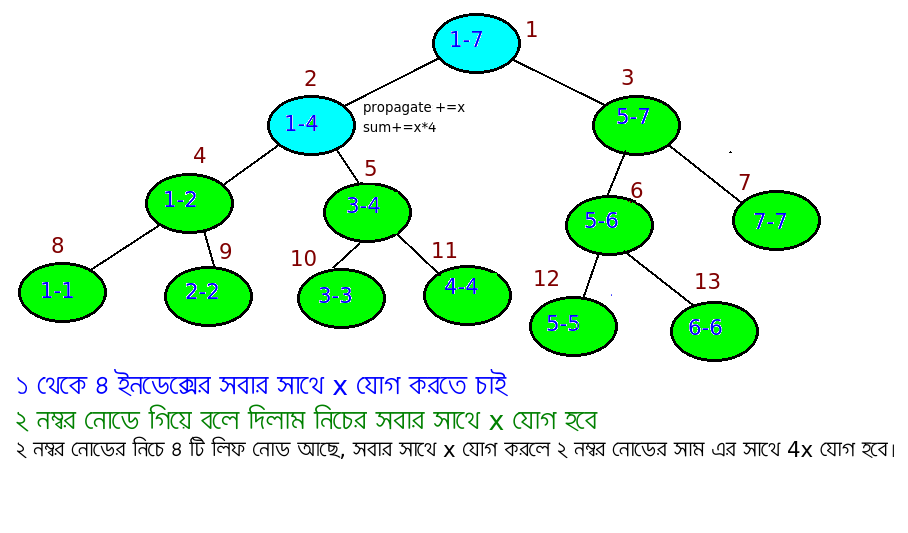 1-7 1
2 3
propagate +=x
sum+=x*4
1-4 5-7
4 5 6 7
1-2 3-4 5-6 7-7
8 9 10 11 12 13
1-1 2-2 3-3 4-4 5-5 6-6
১ থেকে ৪ ইনডেক্সের সবার সাথে x যোগ করতে চাই
২ নম্বর নোডে গিয়ে বলে দিলাম নিচের সবার সাথে x যোগ হবে
২ নম্বর নোডের নিচে ৪ টি লিফ নোড আছে, সবার সাথে x যোগ করলে ২ নম্বর নোডের সাম এর সাথে 4x যোগ হবে।